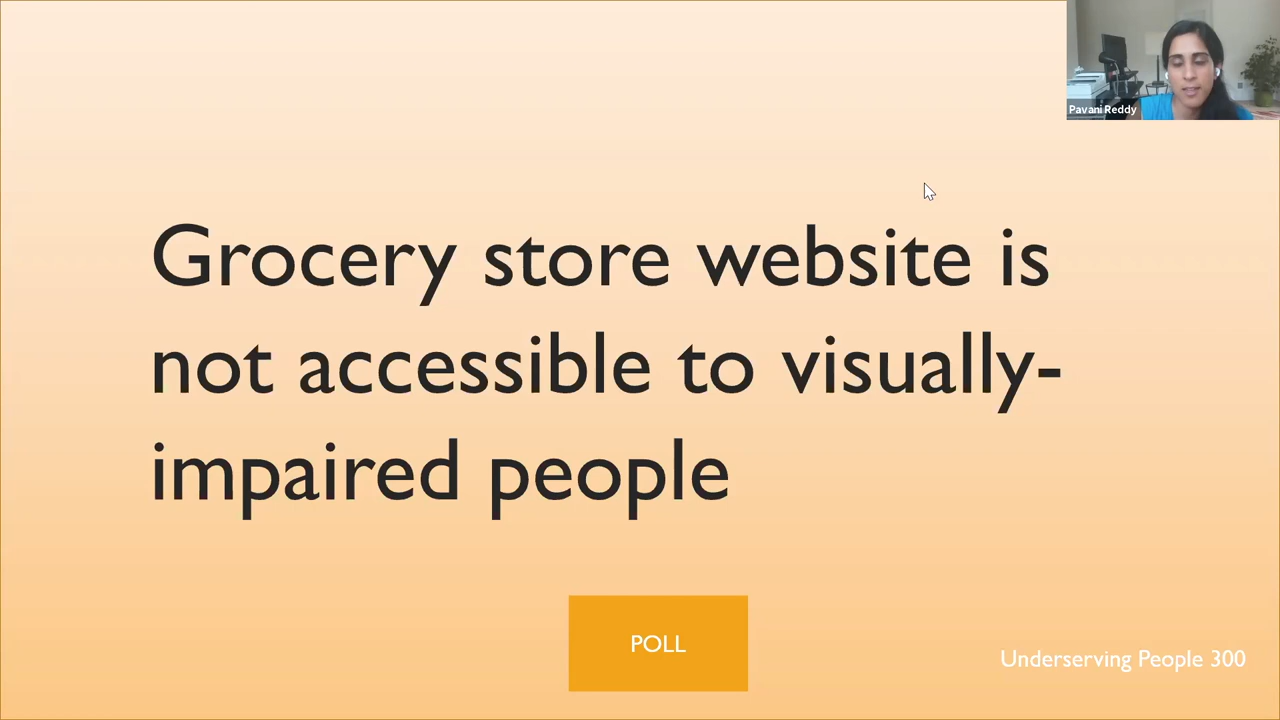 Pavani Reddy
Grocery store website is
not accessible to visually-
impaired people
POLL
Underserving People 300